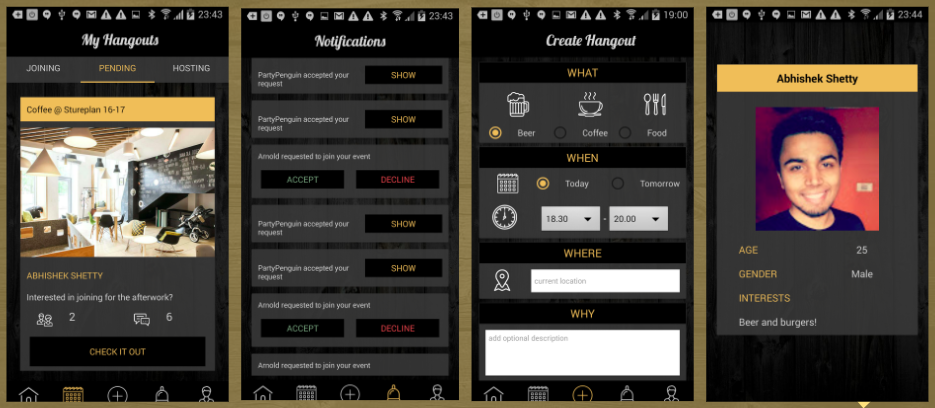 23:43
My Hangouts
JOINING PENDING HOSTING
Coffee @ Stureplan 16-17
ABHISHEK SHETTY
Interested in joining for the afterwork?
2 6
CHECK IT OUT
23:43
Notifications
PartyPenguin accepted your
request
SHOW
PartyPenguin accepted your
request
SHOW
Arnold requested to join your event
ACCEPT DECLINE
PartyPenguin accepted your
request
SHOW
PartyPenguin accepted your
request
SHOW
Arnold requested to join your event
ACCEPT DECLINE
Arnold requested to join your event
19:00
Create Hangout
WHAT
Beer Coffee Food
WHEN
Today Tomorrow
18.30 - 20.00
WHERE
current location
WHY
add optional description
23:44
Abhishek Shetty
AGE 25
GENDER Male
INTERESTS
Beer and burgers!